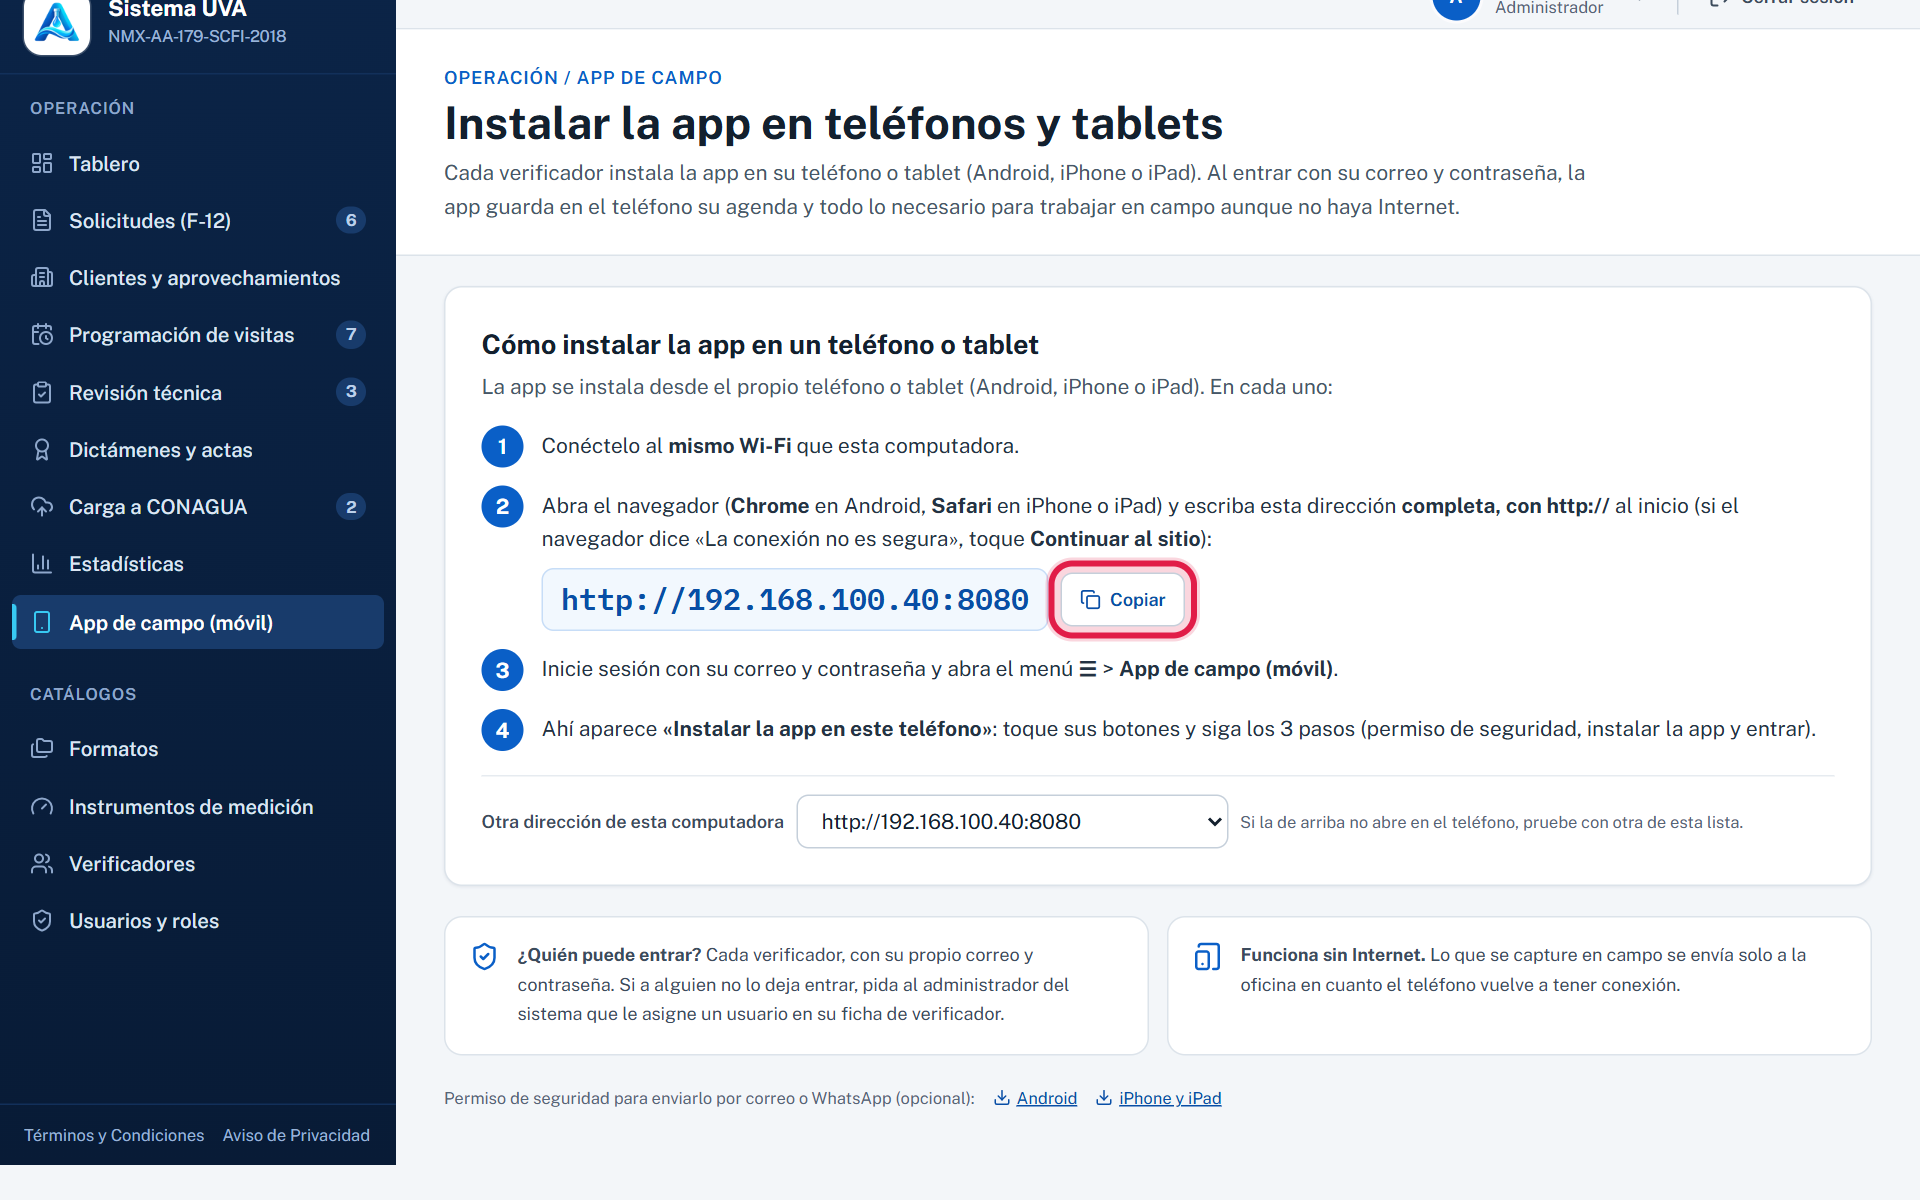 Sistema UVA
NMX-AA-179-SCFI-2018
OPERACIÓN
Tablero
Solicitudes (F-12) 6
Clientes y aprovechamientos
Programación de visitas 7
Revisión técnica 3
Dictámenes y actas
Carga a CONAGUA 2
Estadísticas
App de campo (móvil)
CATÁLOGOS
Formatos
Instrumentos de medición
Verificadores
Usuarios y roles
Términos y Condiciones Aviso de Privacidad
Administrador
OPERACIÓN / APP DE CAMPO
Instalar la app en teléfonos y tablets
Cada verificador instala la app en su teléfono o tablet (Android, iPhone o iPad). Al entrar con su correo y contraseña, la
app guarda en el teléfono su agenda y todo lo necesario para trabajar en campo aunque no haya Internet.
Cómo instalar la app en un teléfono o tablet
La app se instala desde el propio teléfono o tablet (Android, iPhone o iPad). En cada uno:
1 Conéctelo al mismo Wi-Fi que esta computadora.
2 Abra el navegador (Chrome en Android, Safari en iPhone o iPad) y escriba esta dirección completa, con http:// al inicio (si el
navegador dice «La conexión no es segura», toque Continuar al sitio):
http://192.168.100.40:8080 Copiar
3 Inicie sesión con su correo y contraseña y abra el menú ☰ > App de campo (móvil).
4 Ahí aparece «Instalar la app en este teléfono»: toque sus botones y siga los 3 pasos (permiso de seguridad, instalar la app y entrar).
Otra dirección de esta computadora http://192.168.100.40:8080 Si la de arriba no abre en el teléfono, pruebe con otra de esta lista.
¿Quién puede entrar? Cada verificador, con su propio correo y
contraseña. Si a alguien no lo deja entrar, pida al administrador del
sistema que le asigne un usuario en su ficha de verificador.
Funciona sin Internet. Lo que se capture en campo se envía solo a la
oficina en cuanto el teléfono vuelve a tener conexión.
Permiso de seguridad para enviarlo por correo o WhatsApp (opcional): Android iPhone y iPad